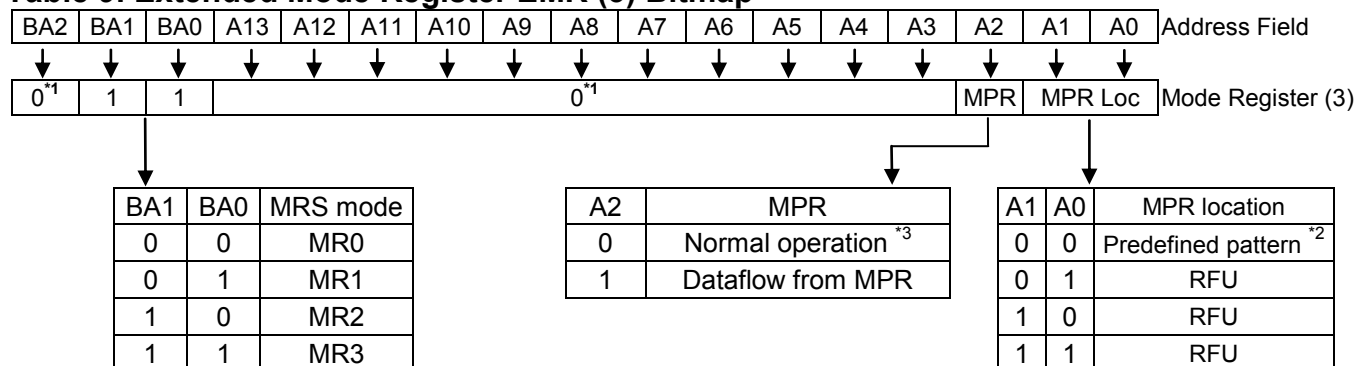 Table 9. Extended Mode Register EMR (3) Bitmap
BA2 BA1 BA0 A13 A12 A11 A10 A9 A8 A7 A6 A5 A4 A3 A2 A1 A0 Address Field
0*1 1 1 0*1 MPR MPR Loc Mode Register (3)
BA1 BA0 MRS mode
0 0 MR0
0 1 MR1
1 0 MR2
1 1 MR3
A2 MPR
0 Normal operation *3
1 Dataflow from MPR
A1 A0 MPR location
0 0 Predefined pattern *2
0 1 RFU
1 0 RFU
1 1 RFU